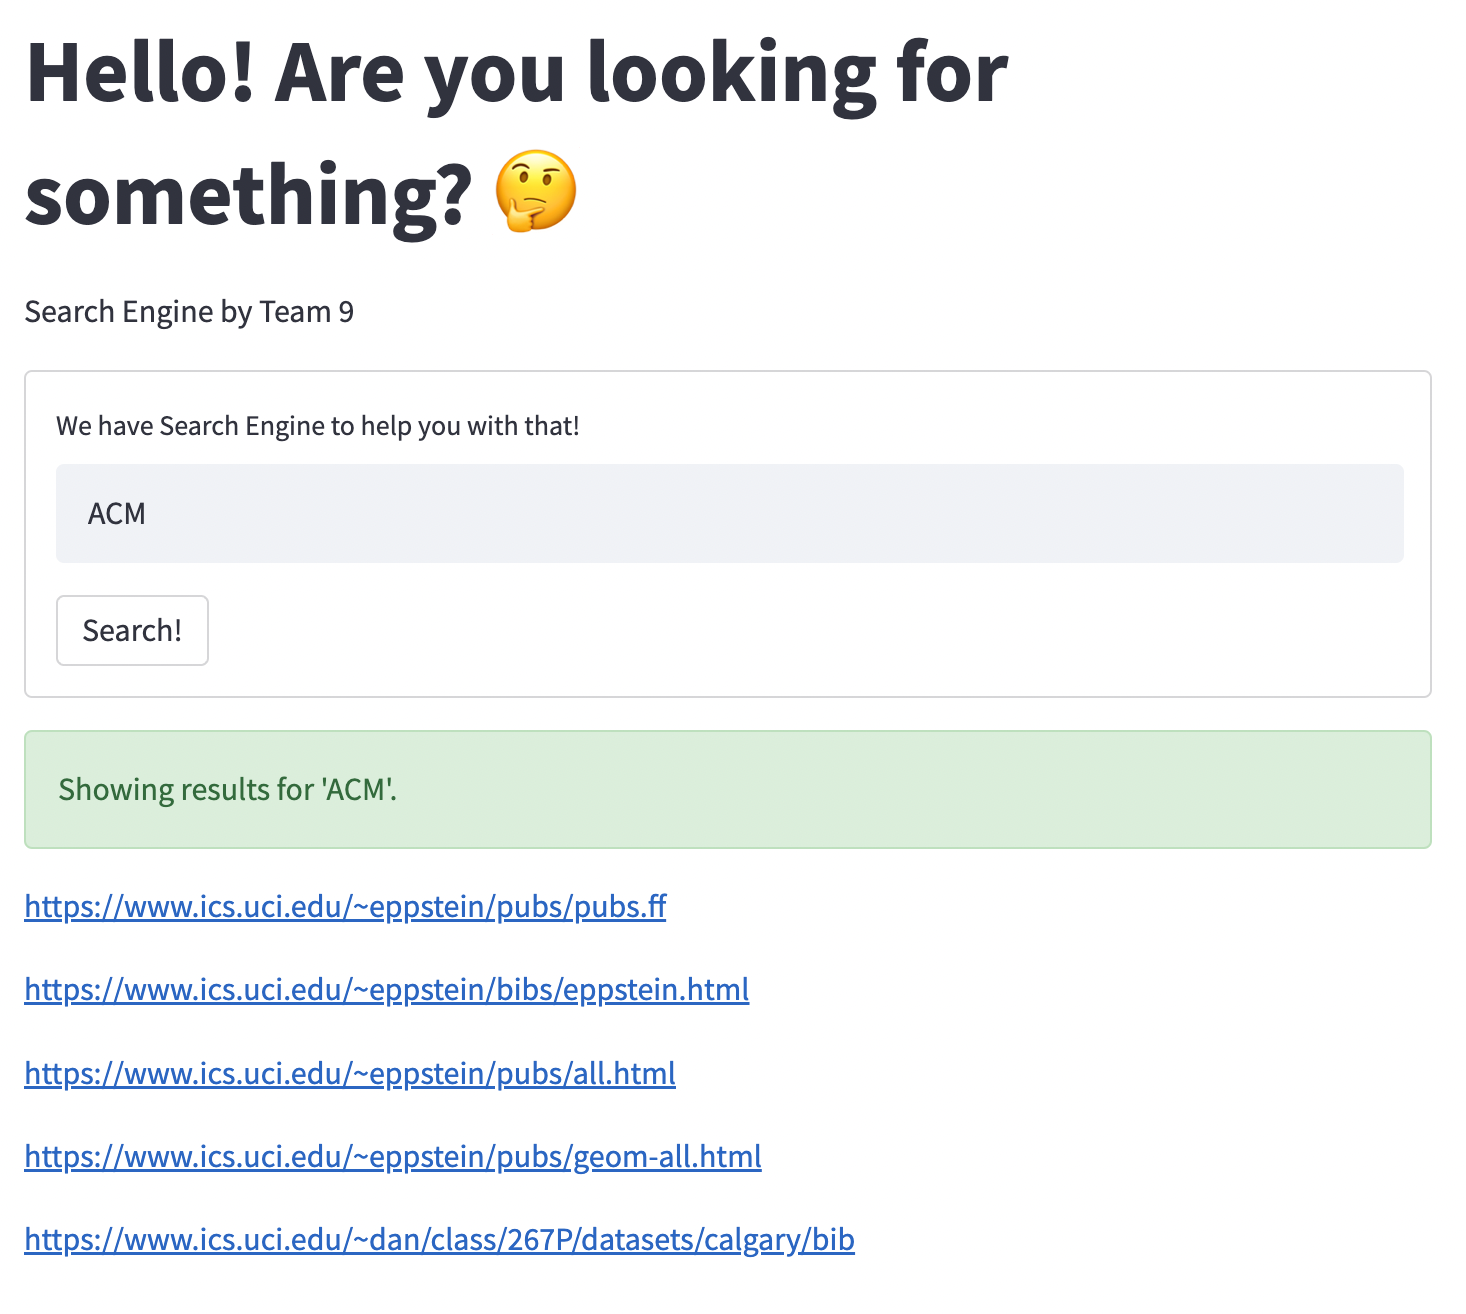 Hello! Are you looking for
something? 🤔
Search Engine by Team 9
We have Search Engine to help you with that!
ACM
Search!
Showing results for 'ACM'.
https://www.ics.uci.edu/~eppstein/pubs/pubs.ff
https://www.ics.uci.edu/~eppstein/bibs/eppstein.html
https://www.ics.uci.edu/~eppstein/pubs/all.html
https://www.ics.uci.edu/~eppstein/pubs/geom-all.html
https://www.ics.uci.edu/~dan/class/267P/datasets/calgary/bib